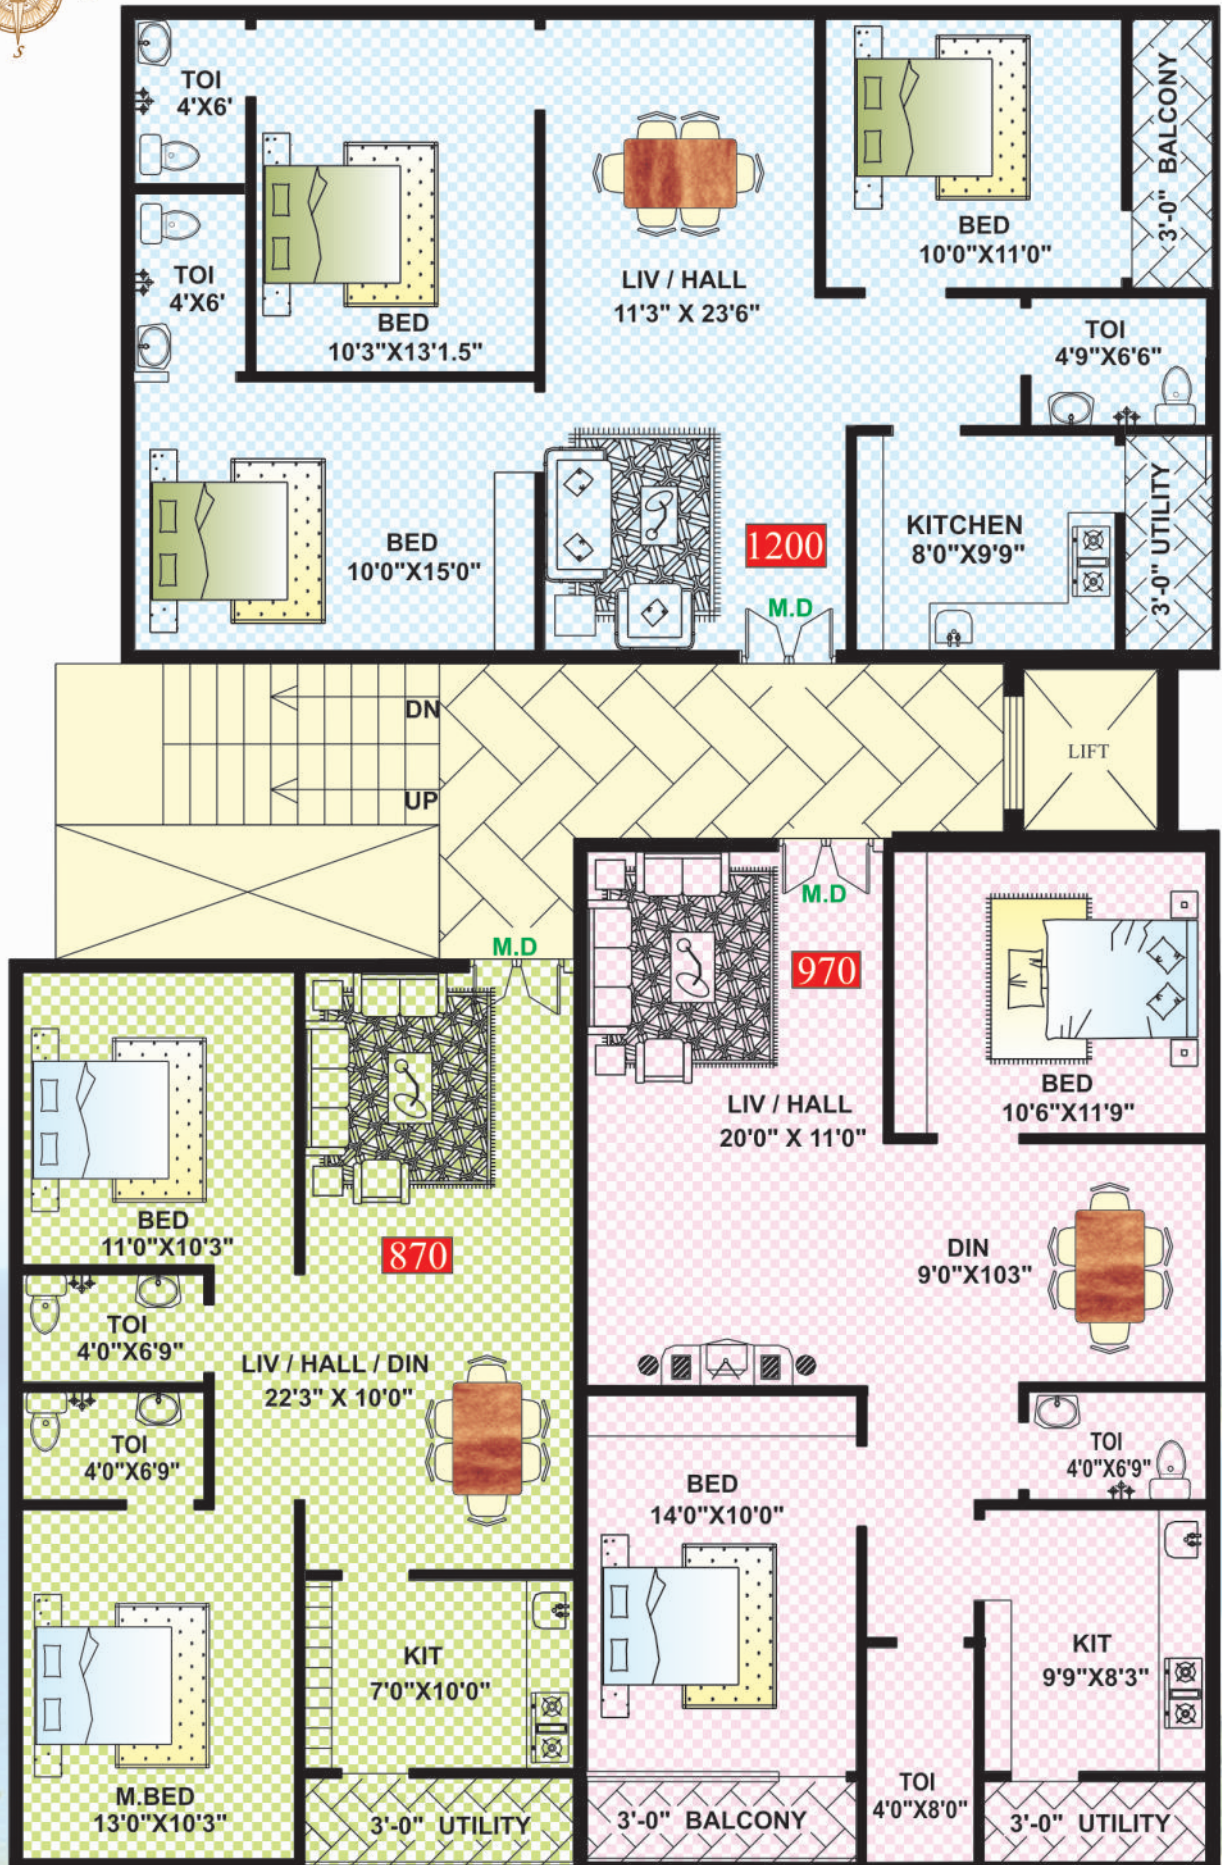 S
TOI
4'X6'
TOI
4'X6'
BED
10'3"X13'1.5"
LIV / HALL
11'3" X 23'6"
BED
10'0"X11'0"
3'-0" BALCONY
TOI
4'9"X6'6"
BED
10'0"X15'0"
1200
M.D
KITCHEN
8'0"X9'9"
3'-0" UTILITY
DN
UP
LIFT
M.D
M.D
970
BED
10'6"X11'9"
LIV / HALL
20'0" X 11'0"
DIN
9'0"X103"
BED
11'0"X10'3"
870
TOI
4'0"X6'9"
LIV / HALL / DIN
22'3" X 10'0"
TOI
4'0"X6'9"
TOI
4'0"X6'9"
BED
14'0"X10'0"
KIT
7'0"X10'0"
KIT
9'9"X8'3"
M.BED
13'0"X10'3"
3'-0" UTILITY
3'-0" BALCONY
TOI
4'0"X8'0"
3'-0" UTILITY